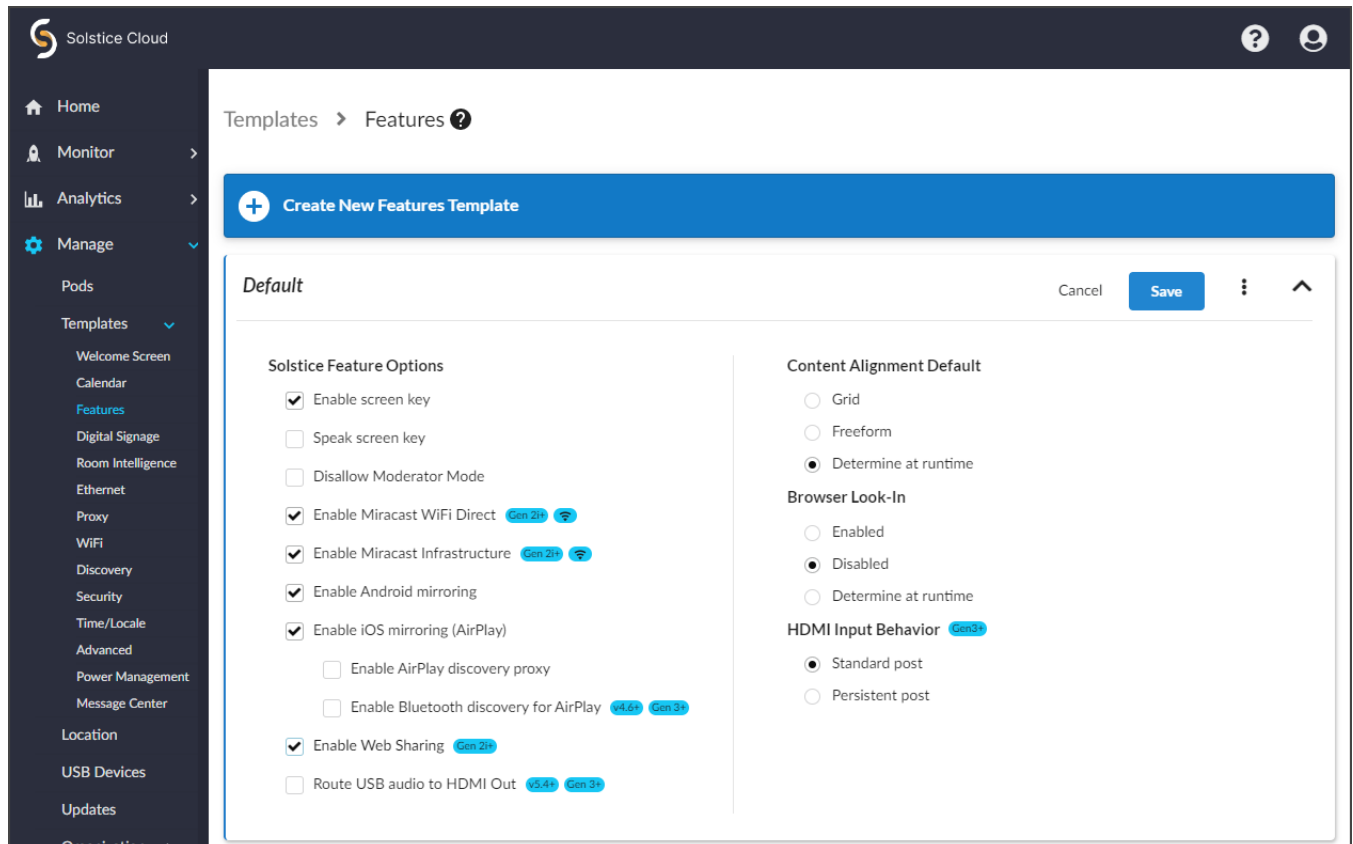 Solstice Cloud
Home
Monitor
Analytics
Manage
Pods
Templates
Welcome Screen
Calendar
Features
Digital Signage
Room Intelligence
Ethernet
Proxy
WiFi
Discovery
Security
Time/Locale
Advanced
Power Management
Message Center
Location
USB Devices
Updates
Templates > Features ?
Create New Features Template
Default
Cancel Save
Solstice Feature Options
Enable screen key
Speak screen key
Disallow Moderator Mode
Enable Miracast WiFi Direct Gen 2i+
Enable Miracast Infrastructure Gen 2i+
Enable Android mirroring
Enable iOS mirroring (AirPlay)
Enable AirPlay discovery proxy
Enable Bluetooth discovery for AirPlay v4.6+ Gen 3+
Enable Web Sharing Gen 2i+
Route USB audio to HDMI Out v5.4+ Gen 3+
Content Alignment Default
Grid
Freeform
Determine at runtime
Browser Look-In
Enabled
Disabled
Determine at runtime
HDMI Input Behavior Gen3+
Standard post
Persistent post